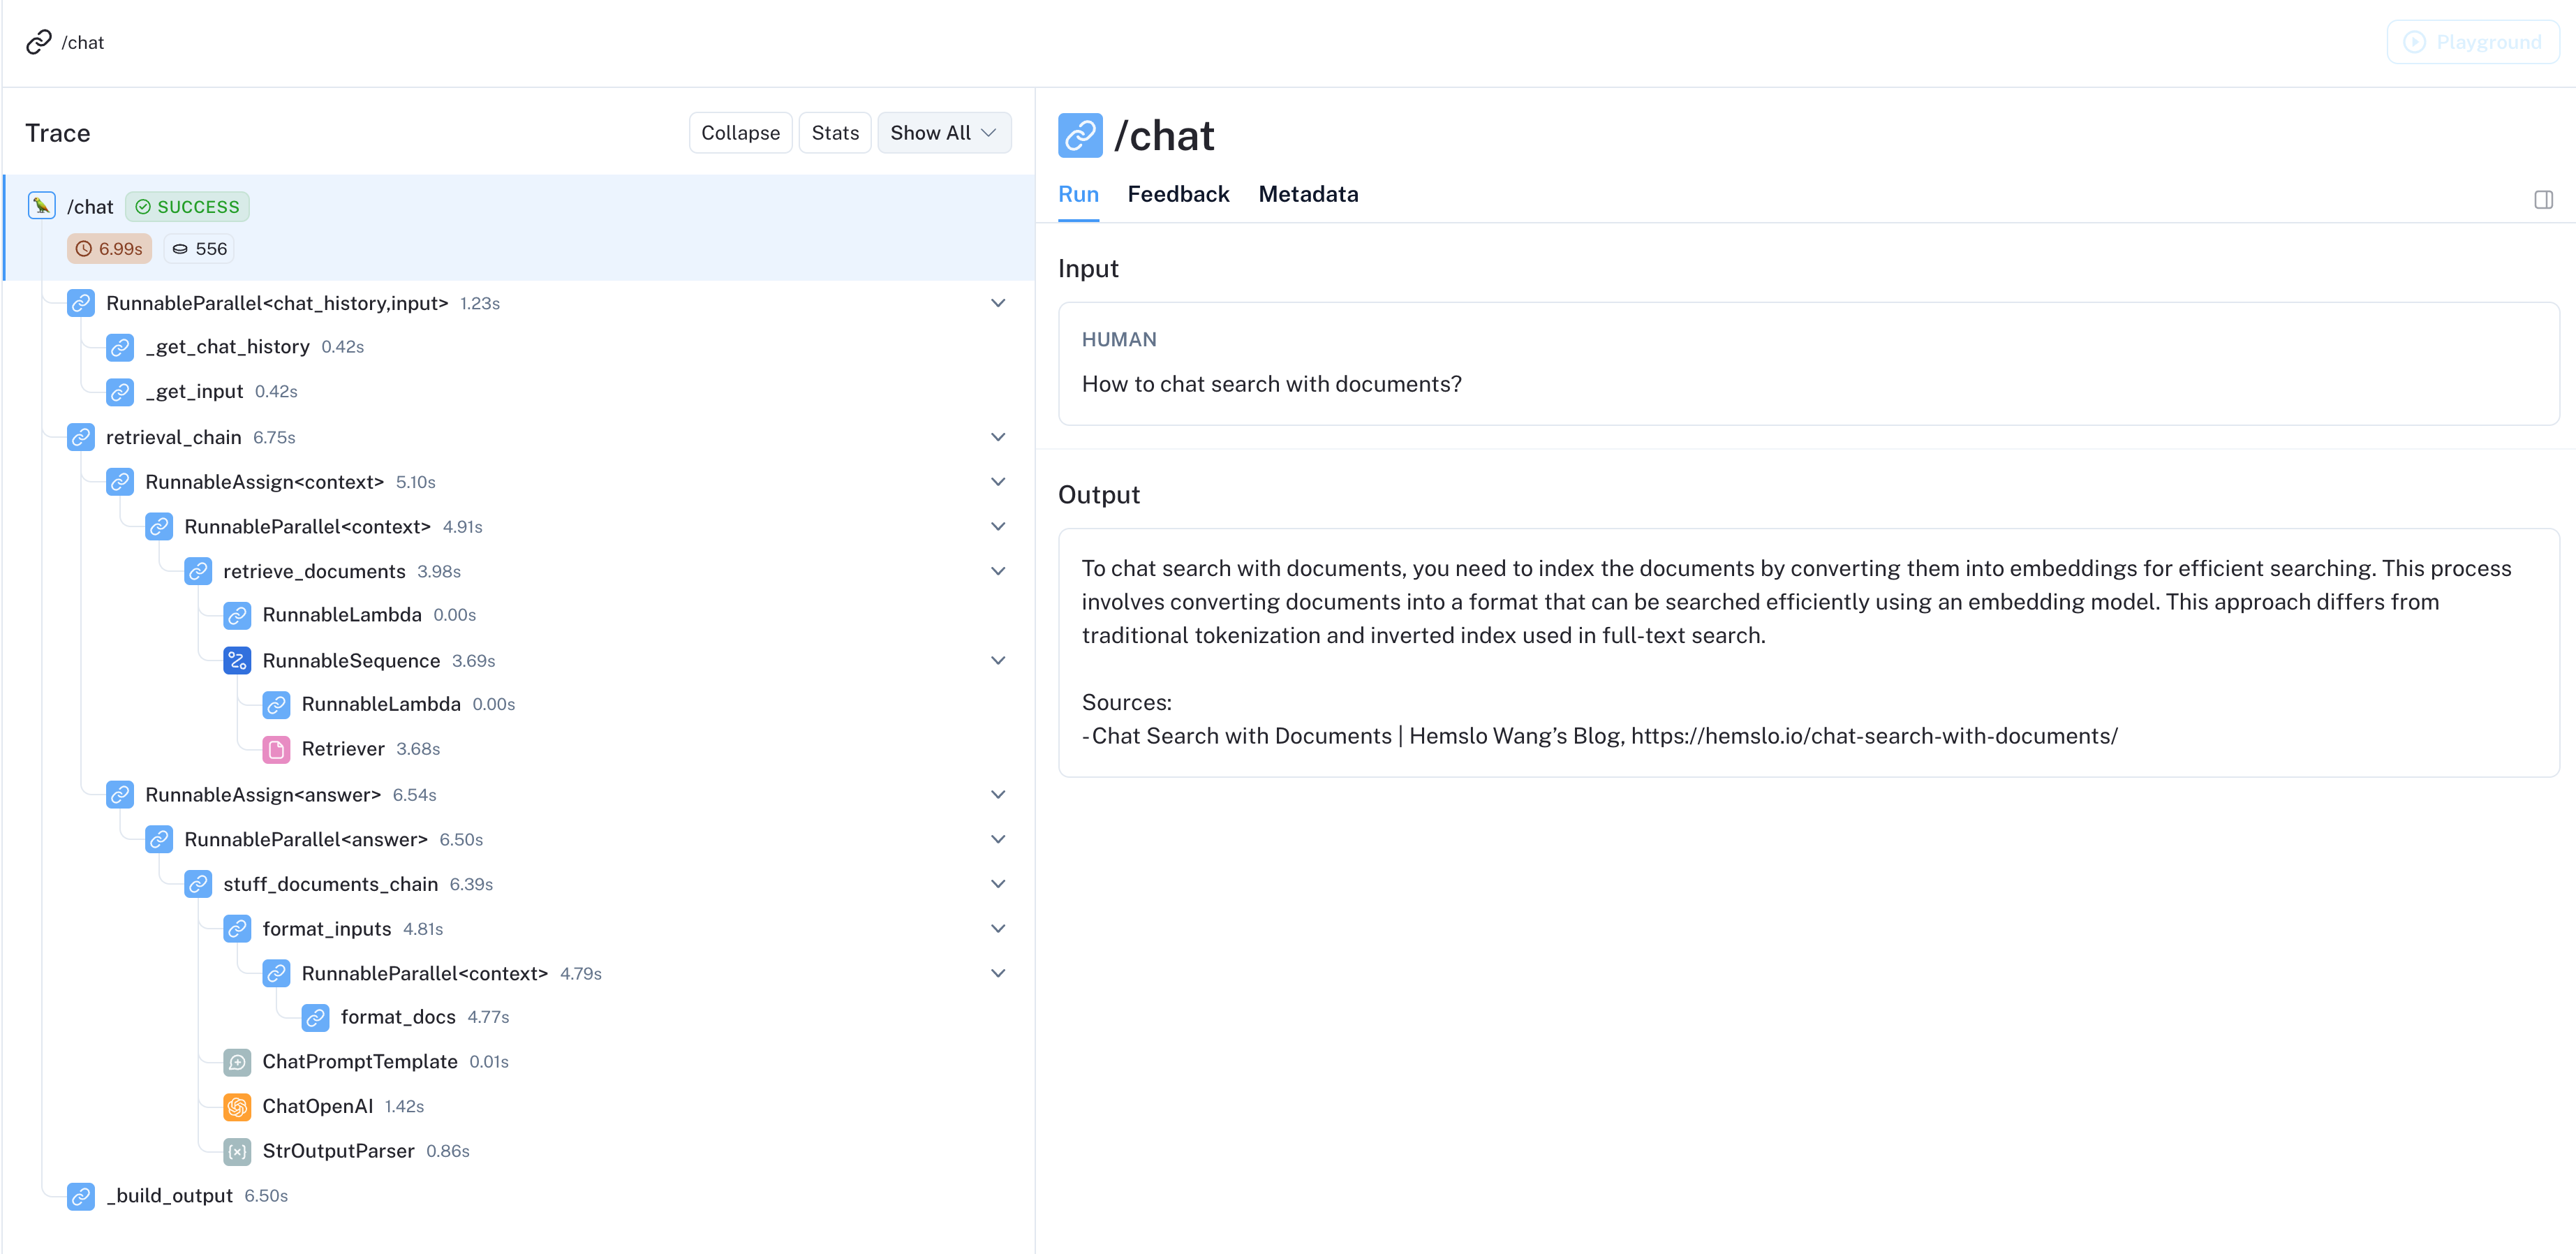 /chat
Playground
Trace
Collapse
Stats
Show All
/chat
SUCCESS
6.99s
556
RunnableParallel<chat_history,input> 1.23s
_get_chat_history 0.42s
_get_input 0.42s
retrieval_chain 6.75s
RunnableAssign<context> 5.10s
RunnableParallel<context> 4.91s
retrieve_documents 3.98s
RunnableLambda 0.00s
RunnableSequence 3.69s
RunnableLambda 0.00s
Retriever 3.68s
RunnableAssign<answer> 6.54s
RunnableParallel<answer> 6.50s
stuff_documents_chain 6.39s
format_inputs 4.81s
RunnableParallel<context> 4.79s
format_docs 4.77s
ChatPromptTemplate 0.01s
ChatOpenAI 1.42s
StrOutputParser 0.86s
_build_output 6.50s
/chat
Run
Feedback
Metadata
Input
HUMAN
How to chat search with documents?
Output
To chat search with documents, you need to index the documents by converting them into embeddings for efficient searching. This process
involves converting documents into a format that can be searched efficiently using an embedding model. This approach differs from
traditional tokenization and inverted index used in full-text search.
Sources:
- Chat Search with Documents | Hemslo Wang’s Blog, https://hemslo.io/chat-search-with-documents/